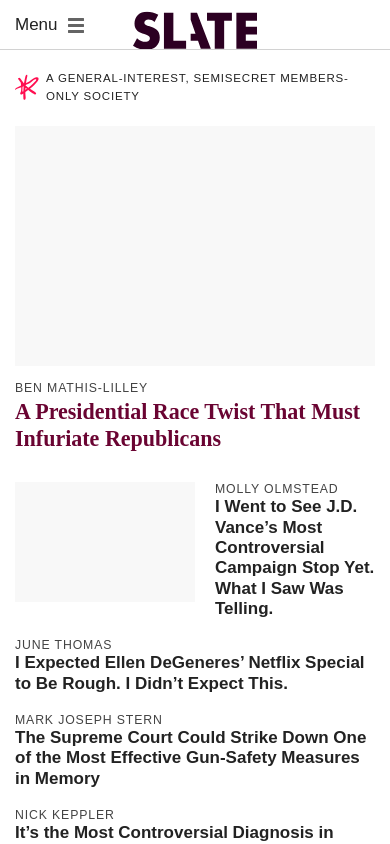 Menu
SLATE
A GENERAL-INTEREST, SEMISECRET MEMBERS-
ONLY SOCIETY
BEN MATHIS-LILLEY
A Presidential Race Twist That Must
Infuriate Republicans
MOLLY OLMSTEAD
I Went to See J.D.
Vance’s Most
Controversial
Campaign Stop Yet.
What I Saw Was
Telling.
JUNE THOMAS
I Expected Ellen DeGeneres’ Netflix Special
to Be Rough. I Didn’t Expect This.
MARK JOSEPH STERN
The Supreme Court Could Strike Down One
of the Most Effective Gun-Safety Measures
in Memory
NICK KEPPLER
It’s the Most Controversial Diagnosis in